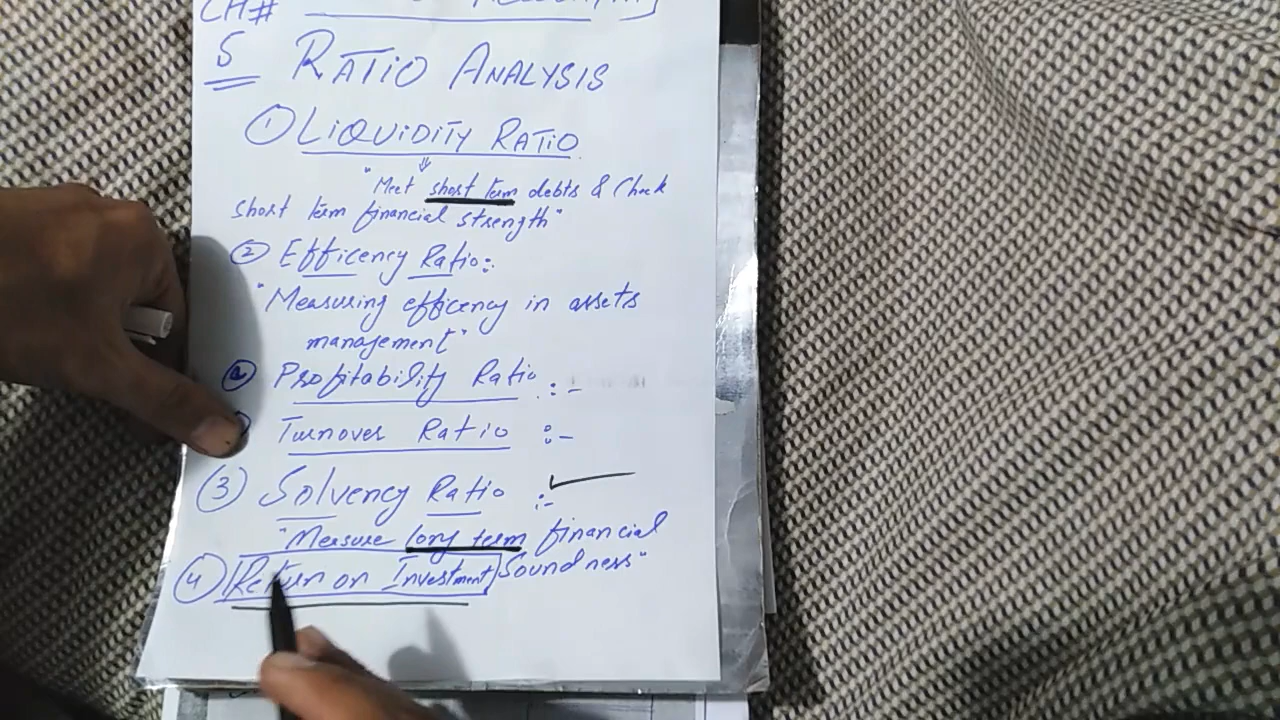 CH#
5 RATIO ANALYSIS
① LIQUIDITY RATIO
"Meet short term debts & Check
short term financial strength"
② Efficency Ratio:.
"Measuring efficency in assets
management"
Profitability Ratio :-
Turnover Ratio :-
③ Solvency Ratio :-
"Measure long term financial
④ Return on Investment Soundness"